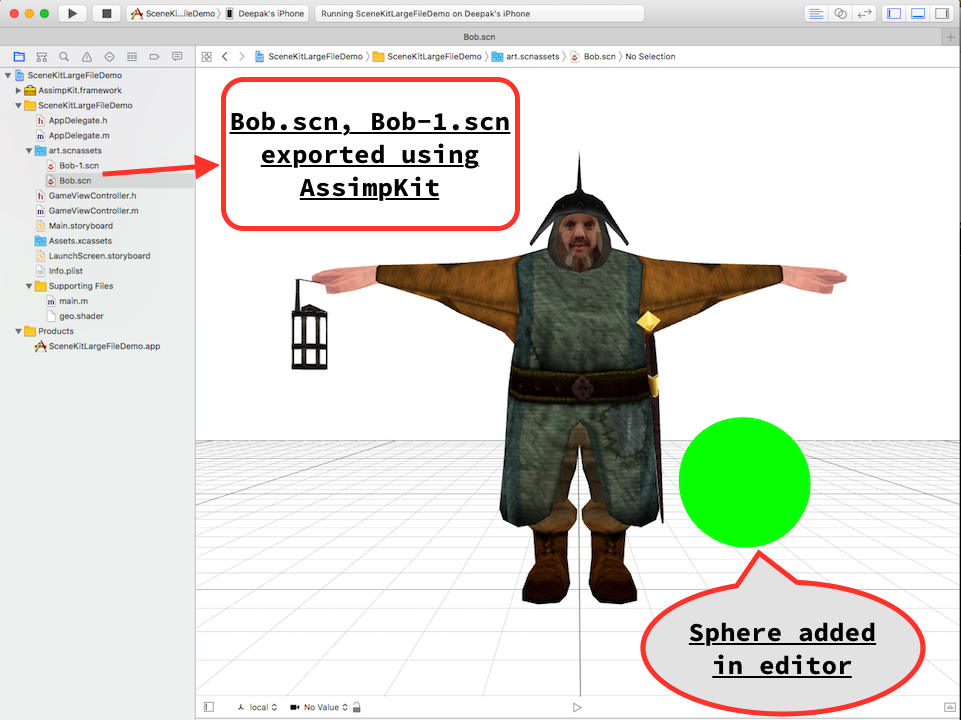 SceneKi...ileDemo
Deepak's iPhone
Running SceneKitLargeFileDemo on Deepak's iPhone
Bob.scn
SceneKitLargeFileDemo
SceneKitLargeFileDemo
art.scnassets
Bob.scn
No Selection
SceneKitLargeFileDemo
AssimpKit.framework
SceneKitLargeFileDemo
AppDelegate.h
AppDelegate.m
art.scnassets
Bob-1.scn
Bob.scn
GameViewController.h
GameViewController.m
Main.storyboard
Assets.xcassets
LaunchScreen.storyboard
Info.plist
Supporting Files
main.m
geo.shader
Products
SceneKitLargeFileDemo.app
Bob.scn, Bob-1.scn
exported using
AssimpKit
Sphere added
in editor
local
No Value